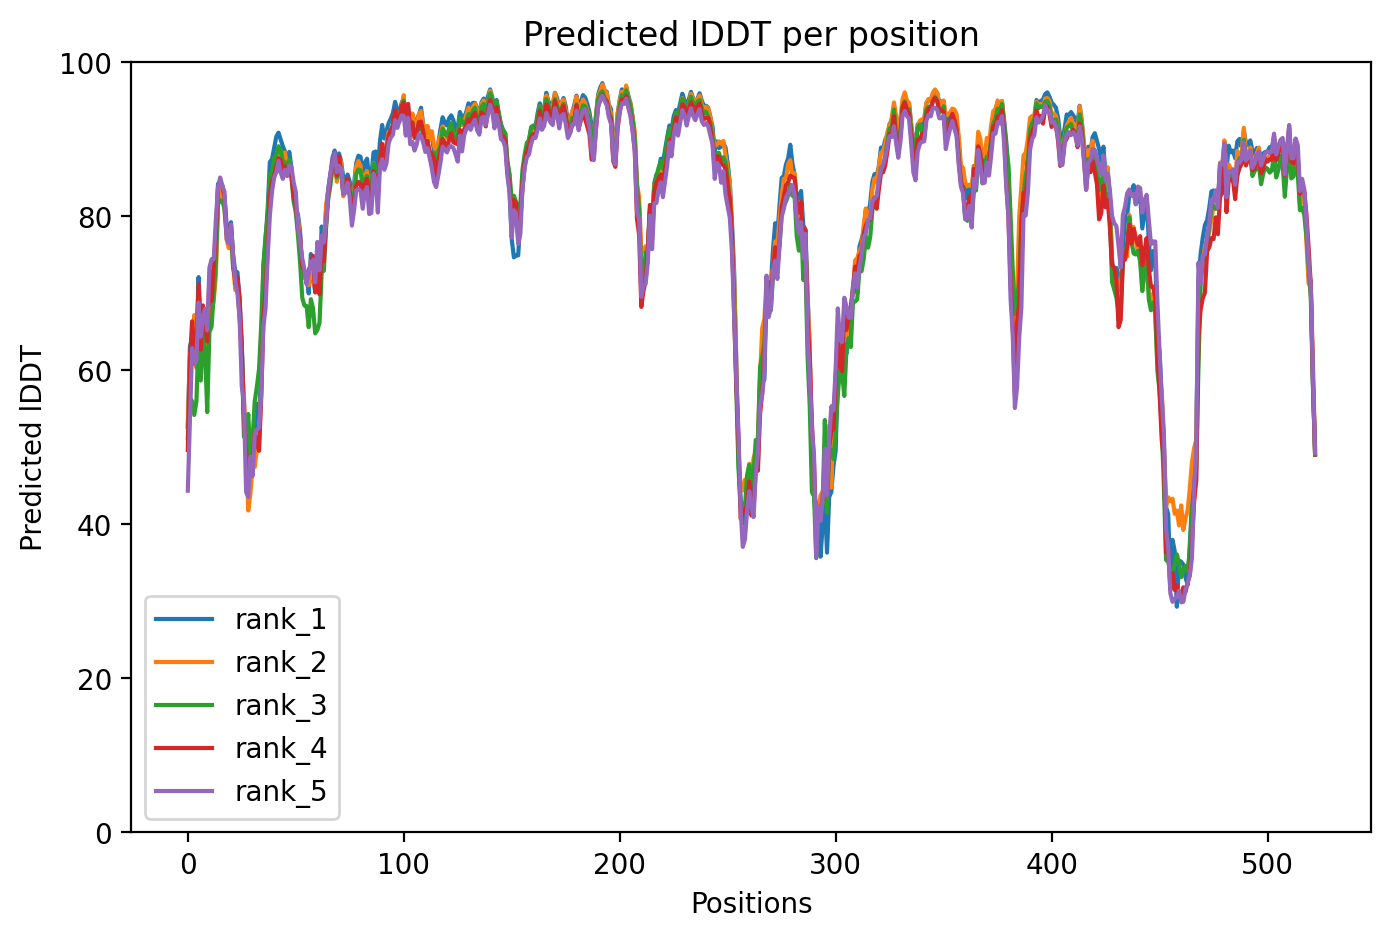 Predicted lDDT per position
Predicted lDDT
100
80
60
40
20
0
rank_1
rank_2
rank_3
rank_4
rank_5
0 100 200 300 400 500
Positions